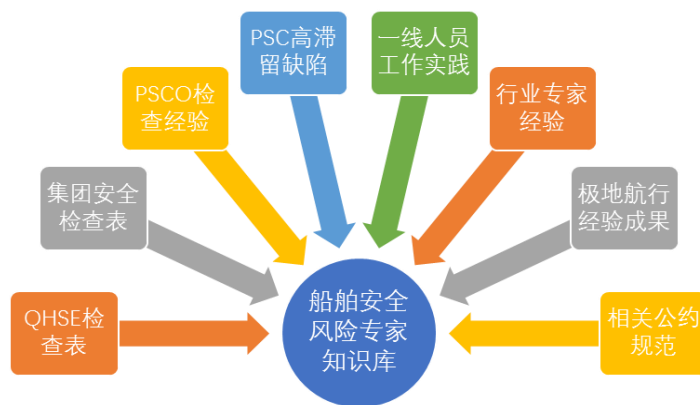 PSC高滞
留缺陷
一线人员
工作实践
PSCO检
查经验
行业专家
经验
集团安全
检查表
极地航行
经验成果
QHSE检
查表
船舶安全
风险专家
知识库
相关公约
规范